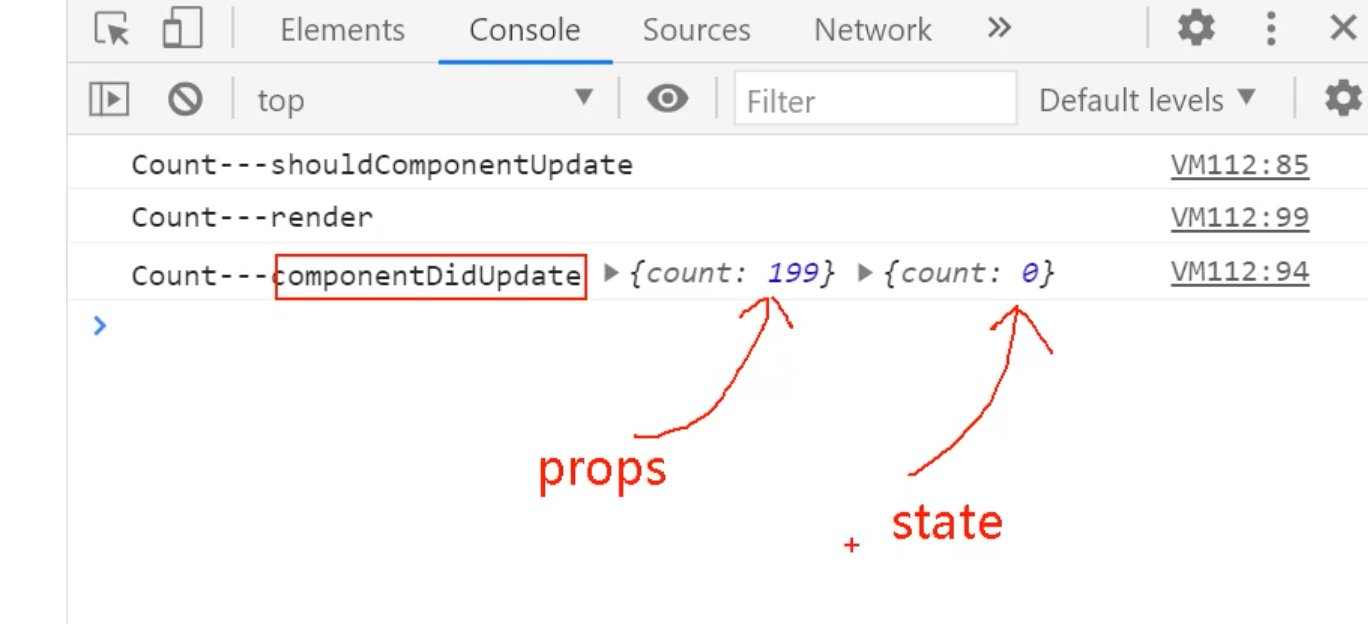 Elements Console Sources Network »
top ▼ Filter Default levels ▼
Count---shouldComponentUpdate VM112:85
Count---render VM112:99
Count---componentDidUpdate ▶ {count: 199} ▶ {count: 0} VM112:94
props
state